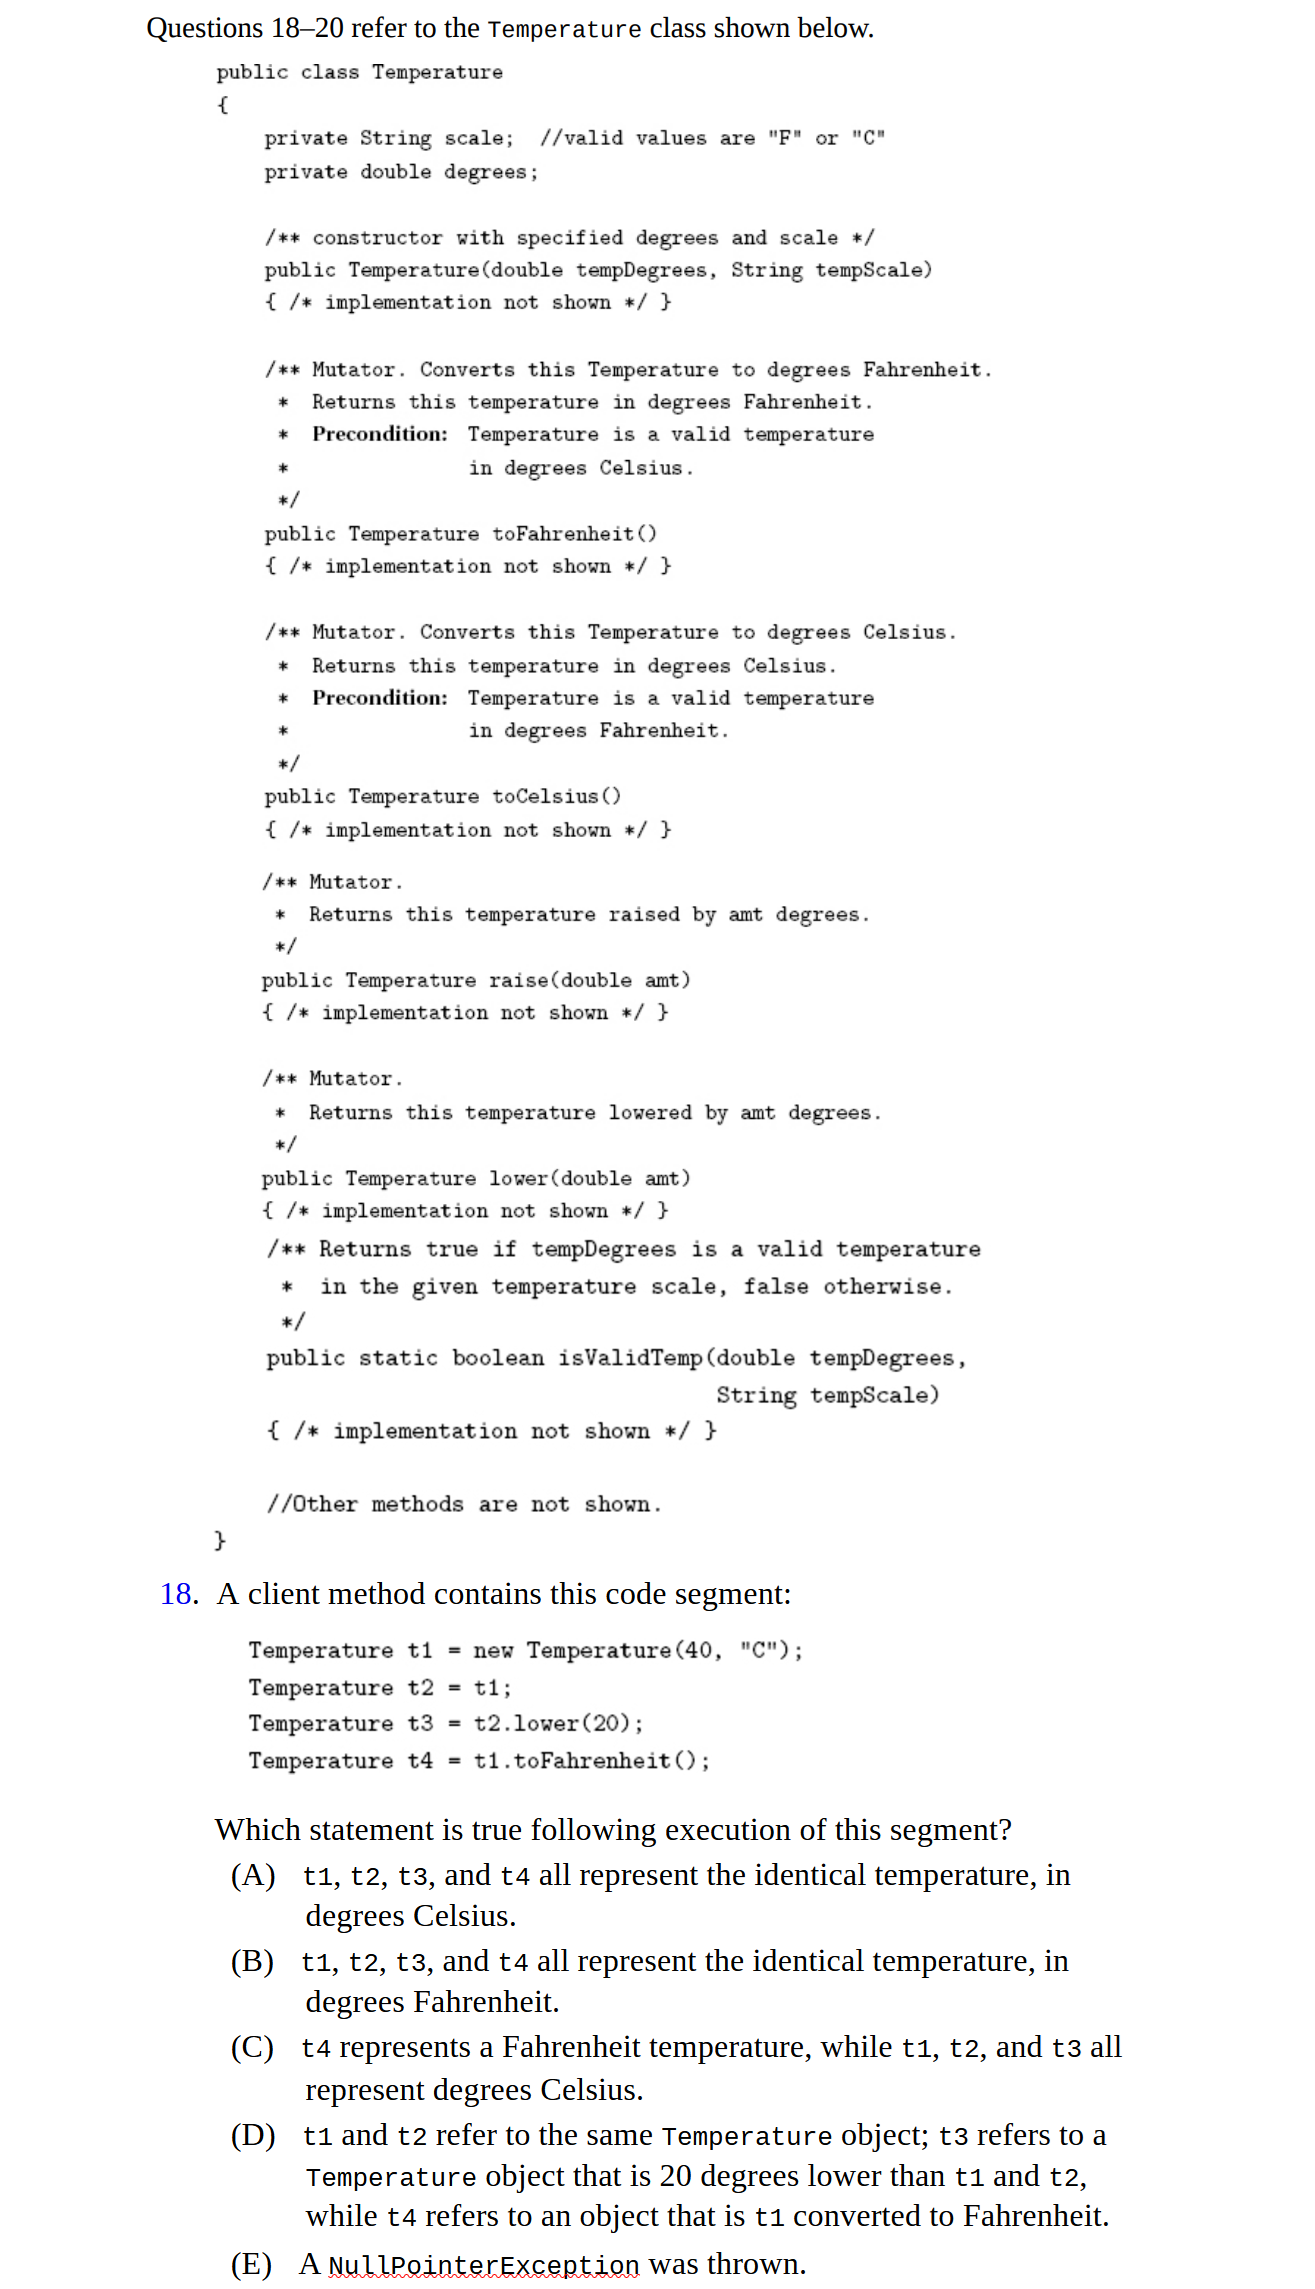 Questions 18–20 refer to the Temperature class shown below.
public class Temperature
{
private String scale;  //valid values are "F" or "C"
private double degrees;
/** constructor with specified degrees and scale */
public Temperature(double tempDegrees, String tempScale)
{ /* implementation not shown */ }
/** Mutator. Converts this Temperature to degrees Fahrenheit.
*  Returns this temperature in degrees Fahrenheit.
*  Precondition:  Temperature is a valid temperature
*                 in degrees Celsius.
*/
public Temperature toFahrenheit()
{ /* implementation not shown */ }
/** Mutator. Converts this Temperature to degrees Celsius.
*  Returns this temperature in degrees Celsius.
*  Precondition:  Temperature is a valid temperature
*                 in degrees Fahrenheit.
*/
public Temperature toCelsius()
{ /* implementation not shown */ }
/** Mutator.
*  Returns this temperature raised by amt degrees.
*/
public Temperature raise(double amt)
{ /* implementation not shown */ }
/** Mutator.
*  Returns this temperature lowered by amt degrees.
*/
public Temperature lower(double amt)
{ /* implementation not shown */ }
/** Returns true if tempDegrees is a valid temperature
*  in the given temperature scale, false otherwise.
*/
public static boolean isValidTemp(double tempDegrees,
String tempScale)
{ /* implementation not shown */ }
//Other methods are not shown.
}
18. A client method contains this code segment:
Temperature t1 = new Temperature(40, "C");
Temperature t2 = t1;
Temperature t3 = t2.lower(20);
Temperature t4 = t1.toFahrenheit();
Which statement is true following execution of this segment?
(A) t1, t2, t3, and t4 all represent the identical temperature, in
degrees Celsius.
(B) t1, t2, t3, and t4 all represent the identical temperature, in
degrees Fahrenheit.
(C) t4 represents a Fahrenheit temperature, while t1, t2, and t3 all
represent degrees Celsius.
(D) t1 and t2 refer to the same Temperature object; t3 refers to a
Temperature object that is 20 degrees lower than t1 and t2,
while t4 refers to an object that is t1 converted to Fahrenheit.
(E) A NullPointerException was thrown.